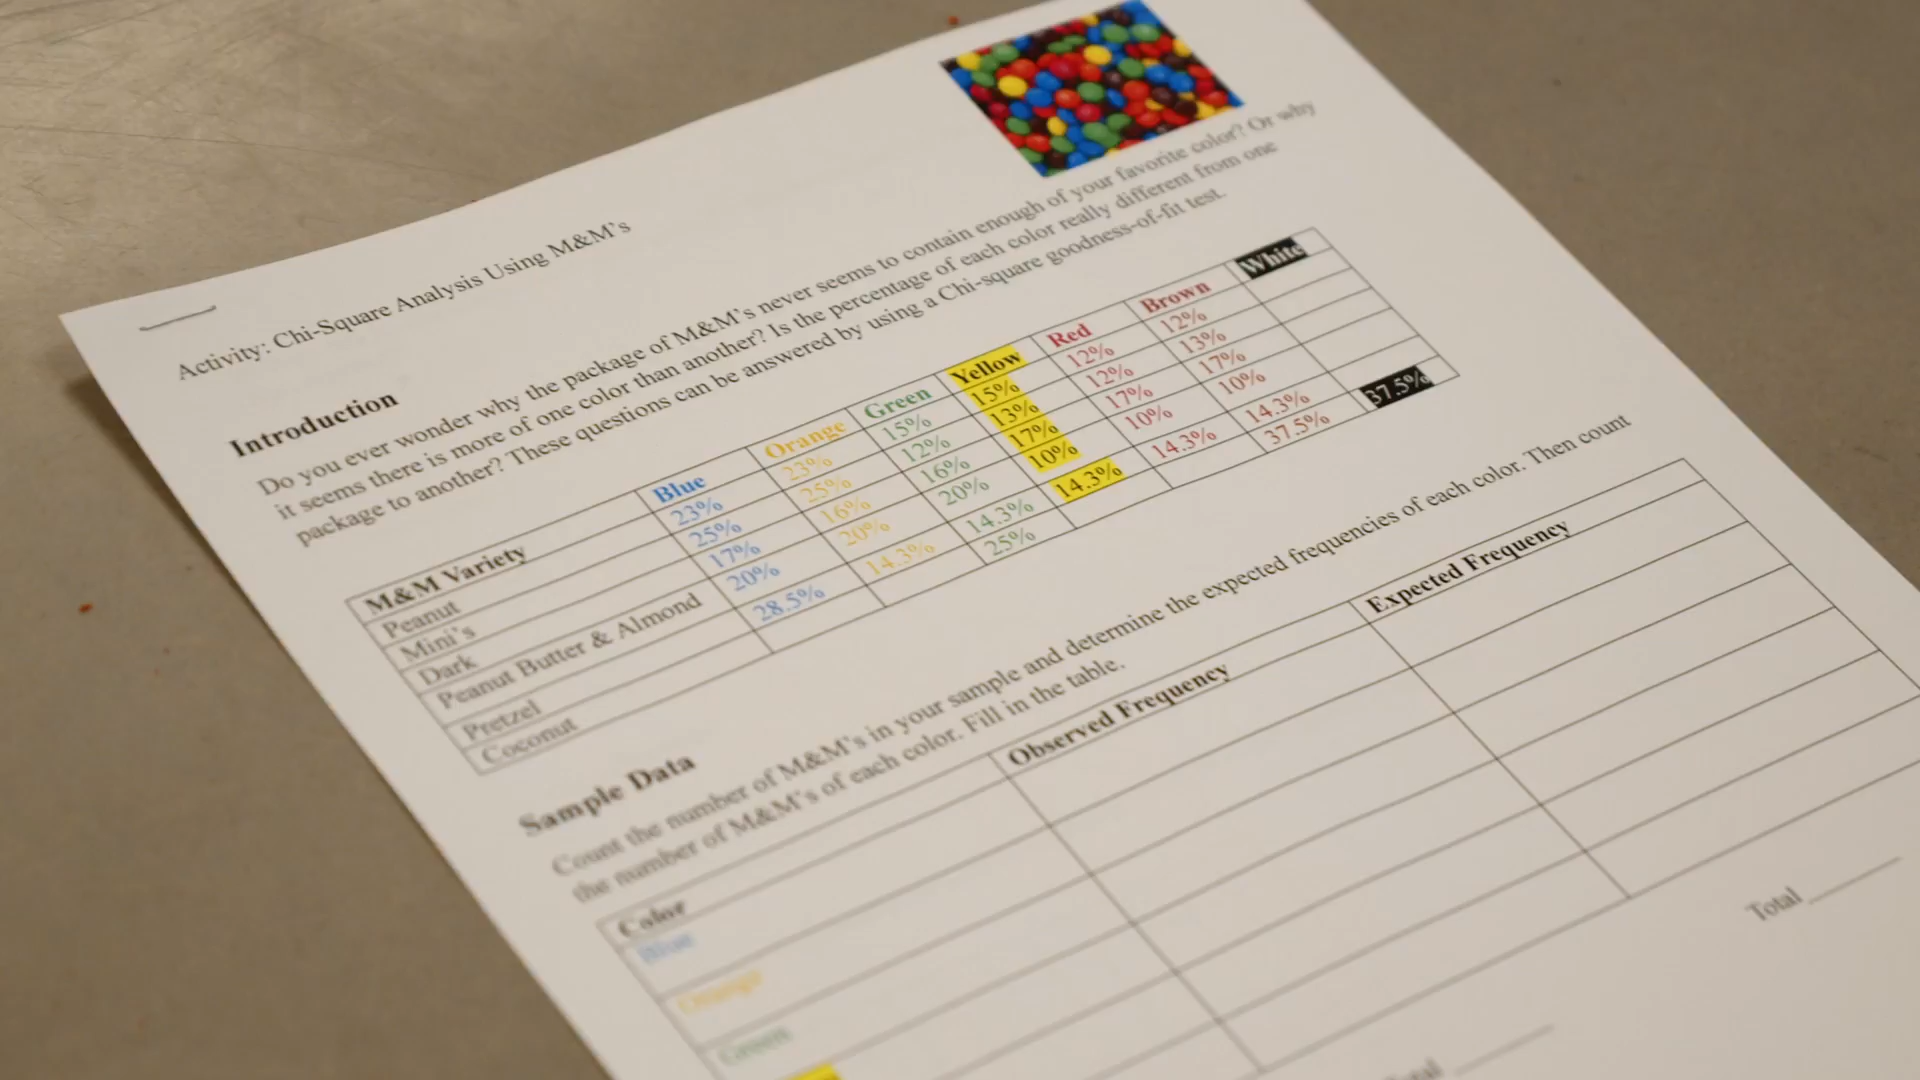 Activity: Chi-Square Analysis Using M&M's
Introduction
Do you ever wonder why the package of M&M's never seems to contain enough of your favorite color? Or why
it seems there is more of one color than another? Is the percentage of each color really different from one
package to another? These questions can be answered by using a Chi-square goodness-of-fit test.
M&M Variety Blue Orange Green Yellow Red Brown White
Peanut 23% 23% 15% 15% 12% 12%
Mini's 25% 25% 12% 13% 12% 13%
Dark 17% 16% 16% 17% 17% 17%
Peanut Butter & Almond 20% 20% 20% 10% 10% 10%
Pretzel 28.5% 14.3% 14.3% 14.3% 14.3% 14.3%
Coconut 25% 37.5% 37.5%
Sample Data
Count the number of M&M's in your sample and determine the expected frequencies of each color. Then count
the number of M&M's of each color. Fill in the table.
Color Observed Frequency Expected Frequency
Blue
Orange
Green
Total